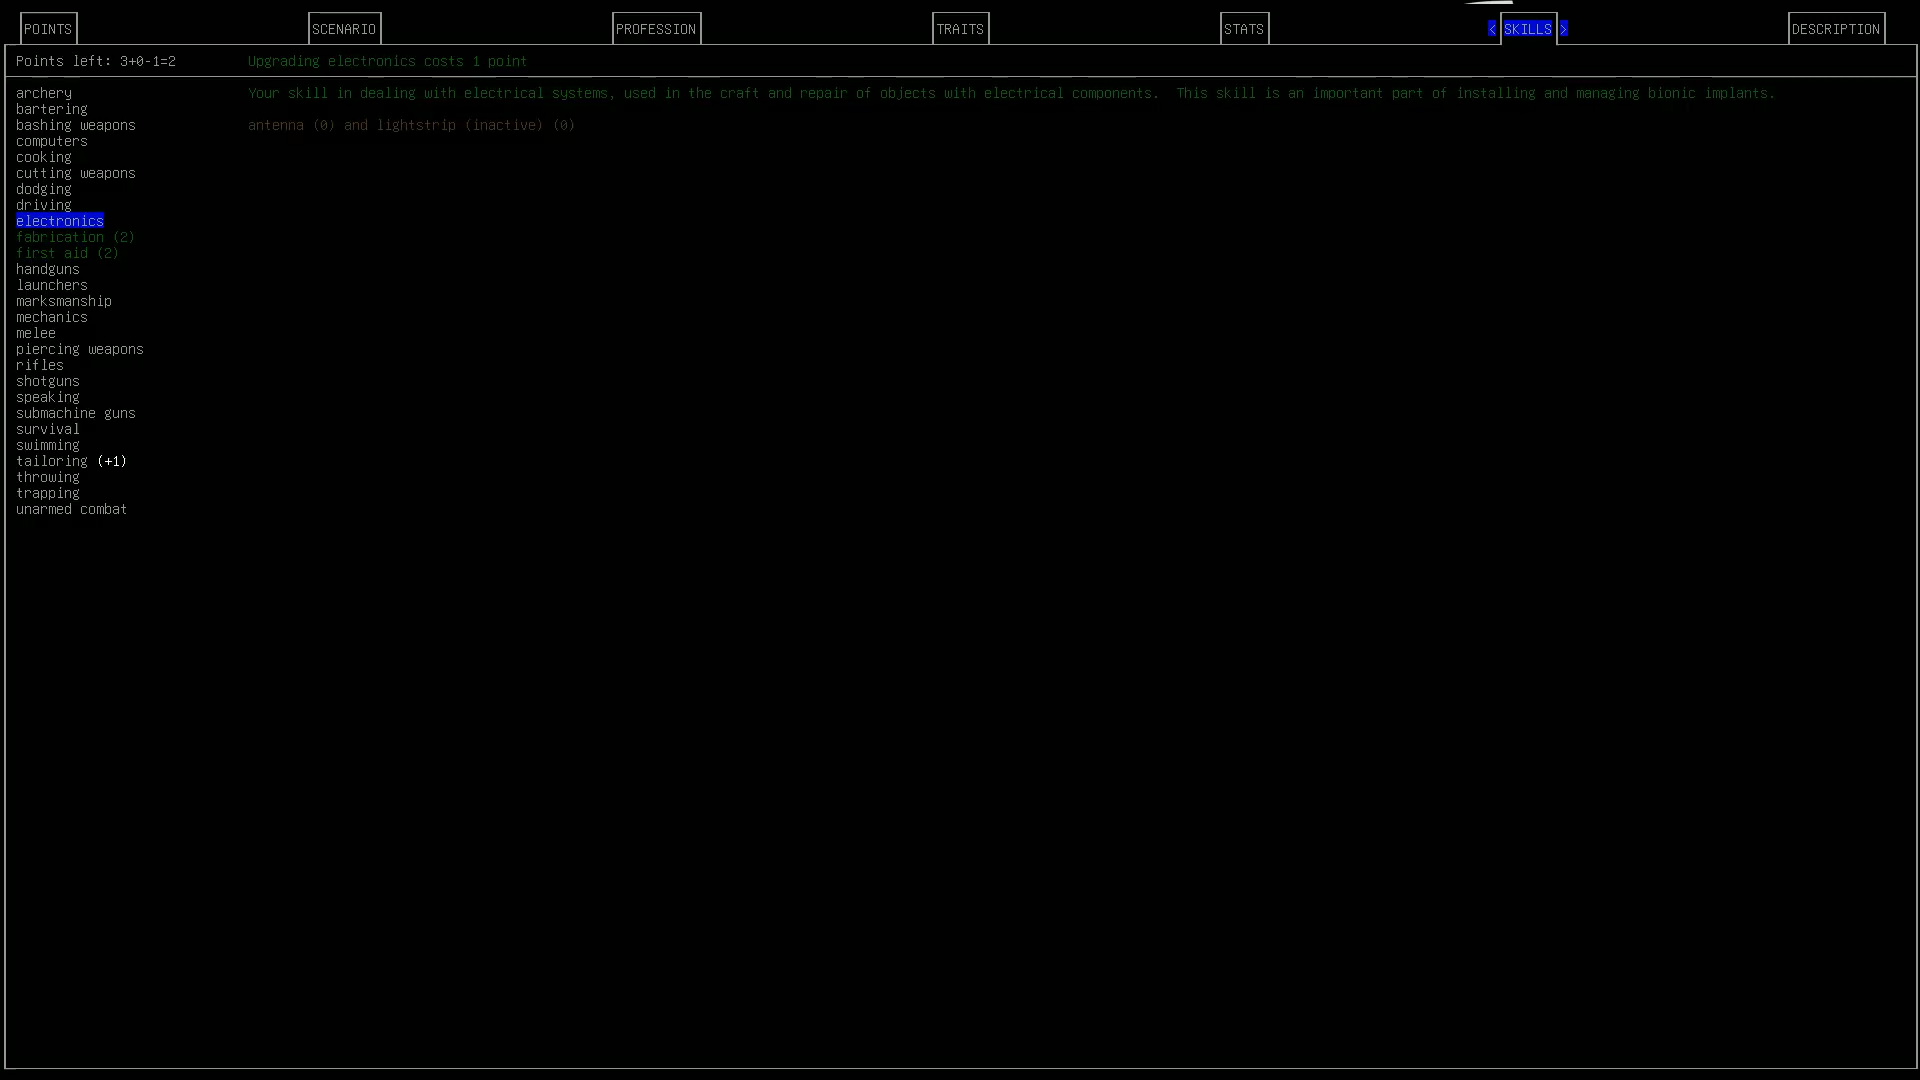 POINTS SCENARIO PROFESSION TRAITS STATS < SKILLS > DESCRIPTION
Points left: 3+0-1=2 Upgrading electronics costs 1 point
archery Your skill in dealing with electrical systems, used in the craft and repair of objects with electrical components. This skill is an important part of installing and managing bionic implants.
bartering
bashing weapons antenna (0) and lightstrip (inactive) (0)
computers
cooking
cutting weapons
dodging
driving
electronics
fabrication (2)
first aid (2)
handguns
launchers
marksmanship
mechanics
melee
piercing weapons
rifles
shotguns
speaking
submachine guns
survival
swimming
tailoring (+1)
throwing
trapping
unarmed combat